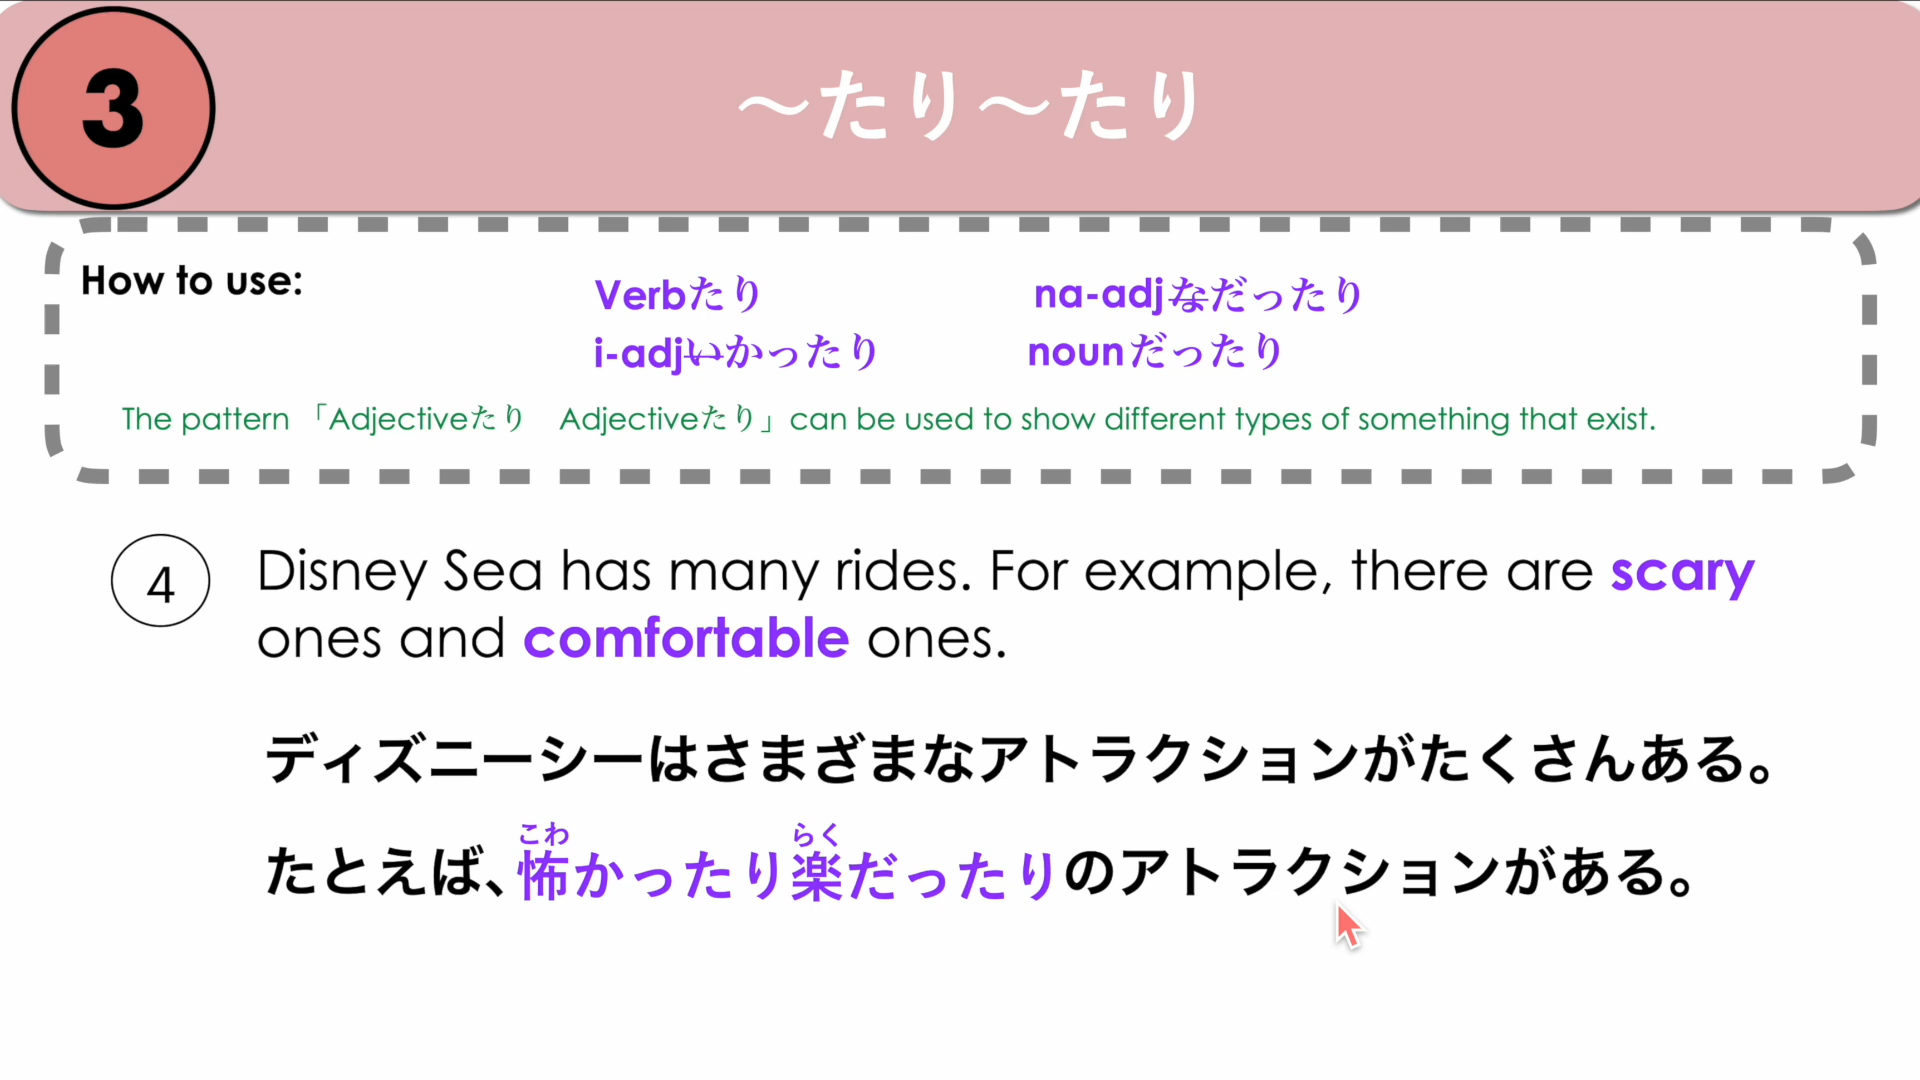 3
〜たり〜たり
How to use:
Verbたり
na-adjなだったり
i-adjいかったり
nounだったり
The pattern 「Adjectiveたり　Adjectiveたり」can be used to show different types of something that exist.
4
Disney Sea has many rides. For example, there are scary
ones and comfortable ones.
ディズニーシーはさまざまなアトラクションがたくさんある。
こわ らく
たとえば、怖かったり楽だったりのアトラクションがある。